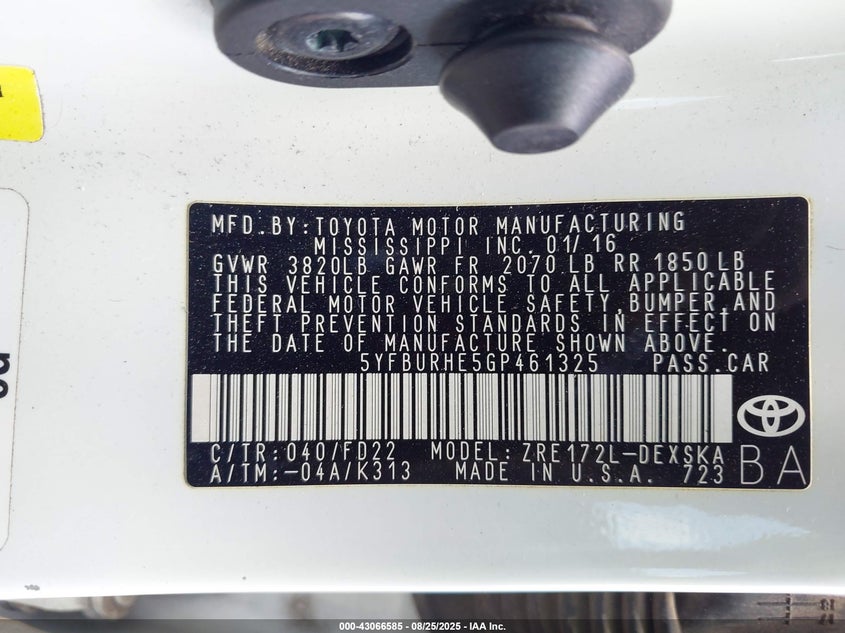 MFD.BY:TOYOTA MOTOR MANUFACTURING
MISSISSIPPI INC. 01/16
GVWR 3820LB GAWR FR 2070 LB RR 1850LB
THIS VEHICLE CONFORMS TO ALL APPLICABLE
FEDERAL MOTOR VEHICLE SAFETY, BUMPER, AND
THEFT PREVENTION STANDARDS IN EFFECT ON
THE DATE OF MANUFACTURE SHOWN ABOVE.
5YFBURHE5GP461325 PASS.CAR
C/TR:040/FD22 MODEL:ZRE172L-DEXSKA
A/TM:-04A/K313 MADE IN U.S.A. 723
BA
000-43066585 - 08/25/2025 - IAA Inc.